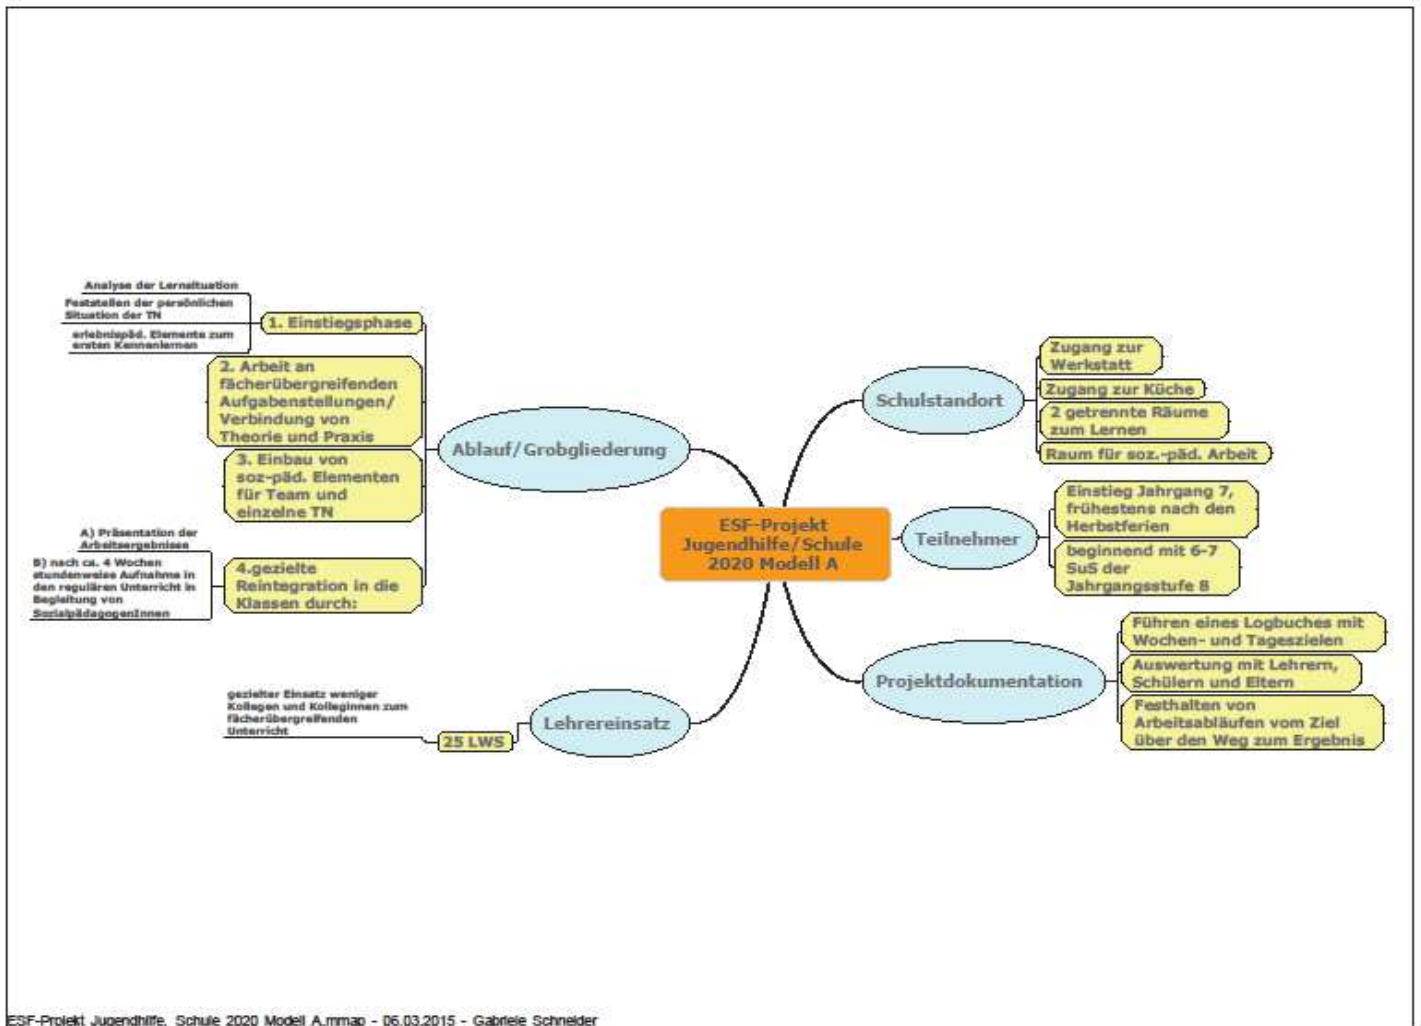 ESF-Projekt
Jugendhilfe/Schule
2020 Modell A
Schulstandort
Zugang zur
Werkstatt
Zugang zur Küche
2 getrennte Räume
zum Lernen
Raum für soz.-päd. Arbeit
Teilnehmer
Einstieg Jahrgang 7,
frühestens nach den
Herbstferien
beginnend mit 6-7
SuS der
Jahrgangsstufe 8
Projektdokumentation
Führen eines Logbuches mit
Wochen- und Tageszielen
Auswertung mit Lehrern,
Schülern und Eltern
Festhalten von
Arbeitsabläufen vom Ziel
über den Weg zum Ergebnis
Lehrereinsatz
25 LWS
gezielter Einsatz weniger
Kollegen und Kolleginnen zum
fächerübergreifenden
Unterricht
Ablauf/Grobgliederung
1. Einstiegsphase
Analyse der Lernsituation
Feststellen der persönlichen
Situation der TN
erlebnispäd. Elemente zum
ersten Kennenlernen
2. Arbeit an
fächerübergreifenden
Aufgabenstellungen/
Verbindung von
Theorie und Praxis
3. Einbau von
soz-päd. Elementen
für Team und
einzelne TN
4.gezielte
Reintegration in die
Klassen durch:
A) Präsentation der
Arbeitsergebnisse
B) nach ca. 4 Wochen
stundenweise Aufnahme in
den regulären Unterricht in
Begleitung von
SozialpädagogenInnen
ESF-Projekt Jugendhilfe, Schule 2020 Modell A.mmap - 06.03.2015 - Gabriele Schneider